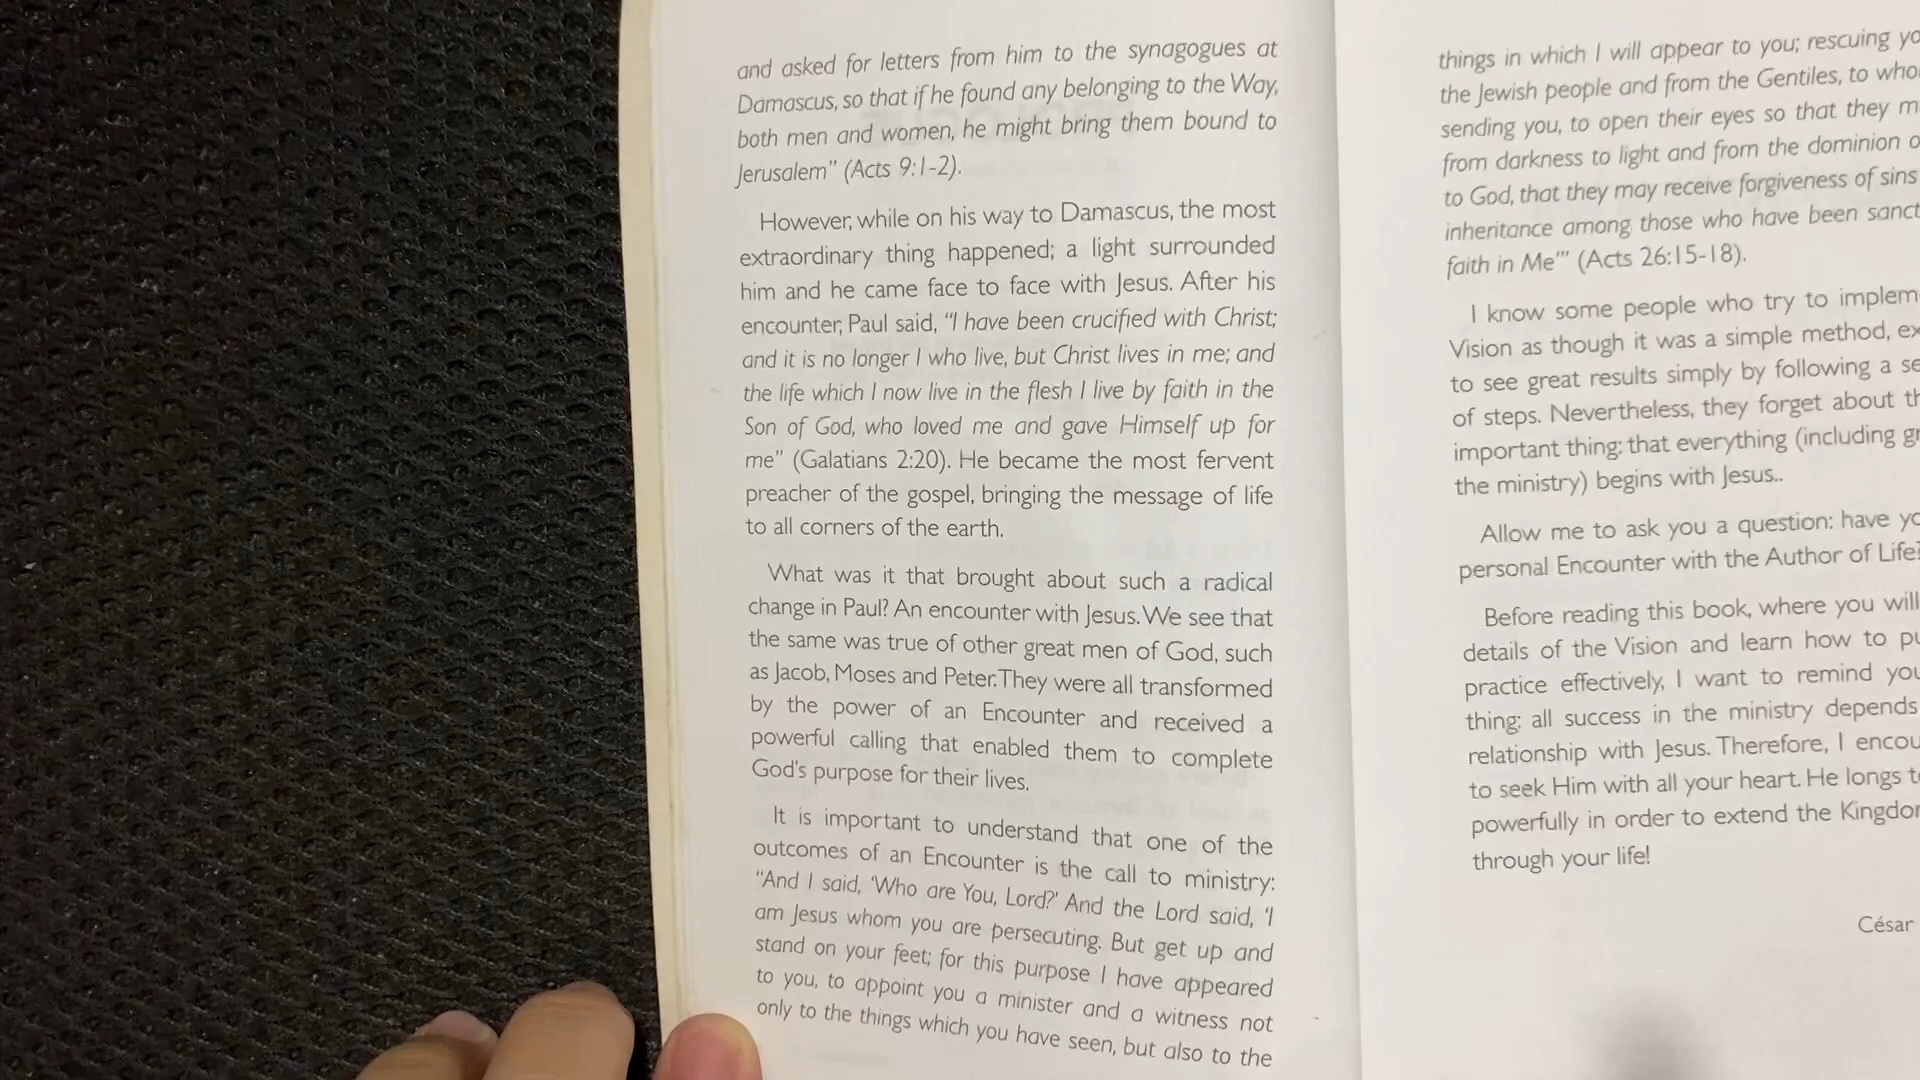 and asked for letters from him to the synagogues at
Damascus, so that if he found any belonging to the Way,
both men and women, he might bring them bound to
Jerusalem" (Acts 9:1-2).
However, while on his way to Damascus, the most
extraordinary thing happened; a light surrounded
him and he came face to face with Jesus. After his
encounter, Paul said, "I have been crucified with Christ;
and it is no longer I who live, but Christ lives in me; and
the life which I now live in the flesh I live by faith in the
Son of God, who loved me and gave Himself up for
me" (Galatians 2:20). He became the most fervent
preacher of the gospel, bringing the message of life
to all corners of the earth.
What was it that brought about such a radical
change in Paul? An encounter with Jesus. We see that
the same was true of other great men of God, such
as Jacob, Moses and Peter. They were all transformed
by the power of an Encounter and received a
powerful calling that enabled them to complete
God's purpose for their lives.
It is important to understand that one of the
outcomes of an Encounter is the call to ministry:
"And I said, 'Who are You, Lord?' And the Lord said, 'I
am Jesus whom you are persecuting. But get up and
stand on your feet; for this purpose I have appeared
to you, to appoint you a minister and a witness not
only to the things which you have seen, but also to the
things in which I will appear to you; rescuing
the Jewish people and from the Gentiles, to
sending you, to open their eyes so that they
from darkness to light and from the dominion
to God, that they may receive forgiveness of sins
inheritance among those who have been
faith in Me'" (Acts 26:15-18).
I know some people who try to
Vision as though it was a simple method,
to see great results simply by following a
of steps. Nevertheless, they forget about
important thing: that everything (including
the ministry) begins with Jesus..
Allow me to ask you a question: have
personal Encounter with the Author of Life?
Before reading this book, where you will
details of the Vision and learn how to
practice effectively, I want to remind
thing: all success in the ministry depends
relationship with Jesus. Therefore, I
to seek Him with all your heart. He longs
powerfully in order to extend the
through your life!
César